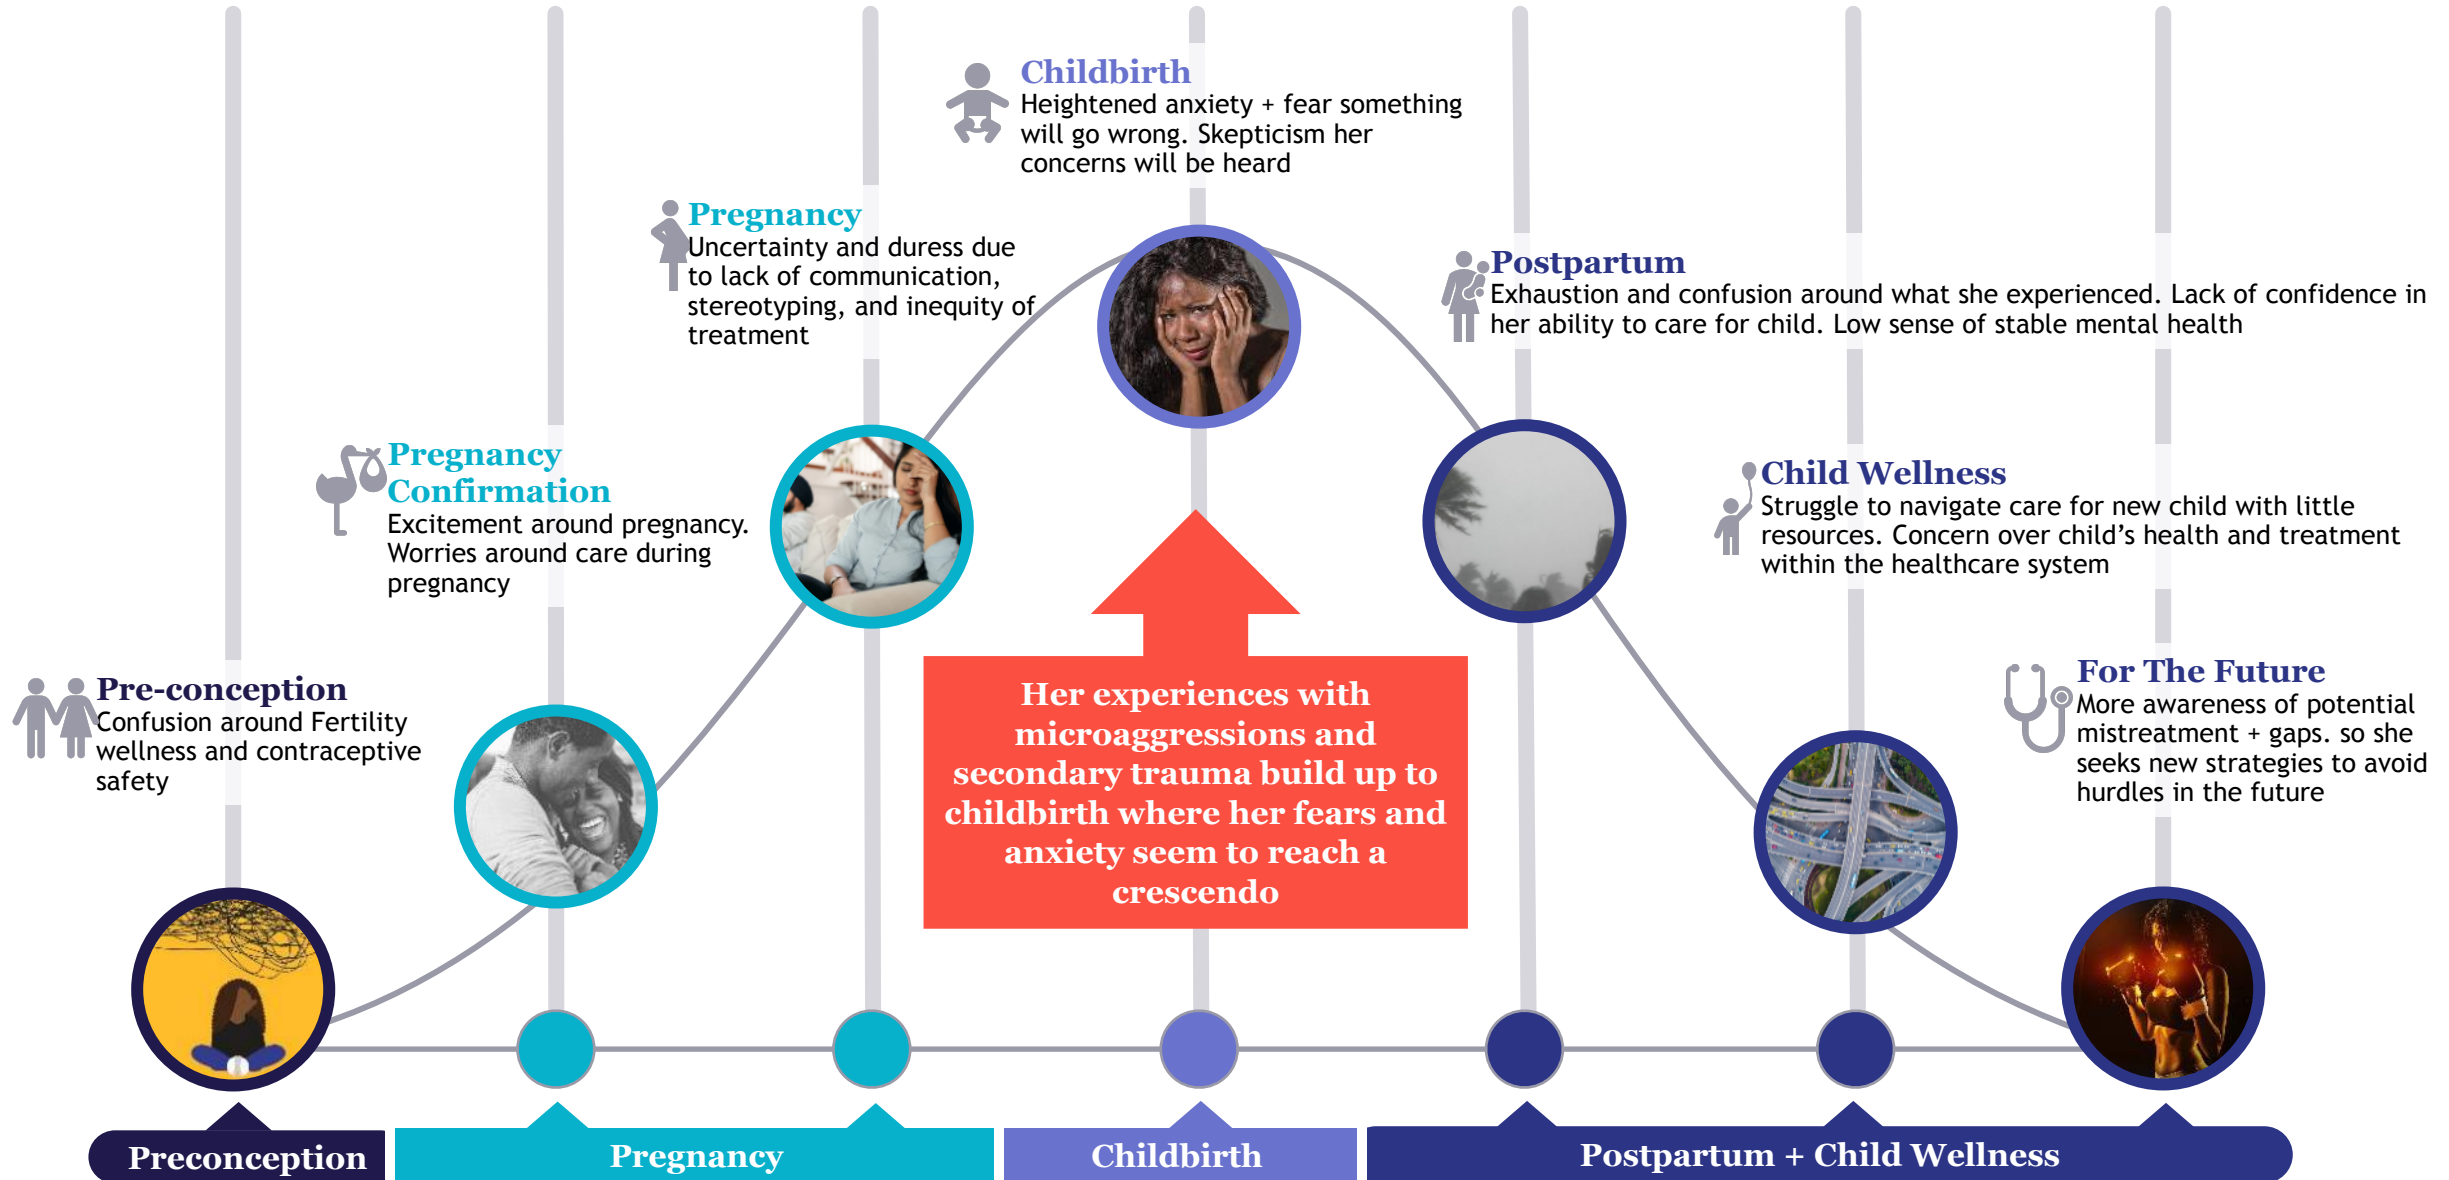 Childbirth
Heightened anxiety + fear something
will go wrong. Skepticism her
concerns will be heard
Pregnancy
Uncertainty and duress due
to lack of communication,
stereotyping, and inequity of
treatment
Postpartum
Exhaustion and confusion around what she experienced. Lack of confidence in
her ability to care for child. Low sense of stable mental health
Pregnancy
Confirmation
Excitement around pregnancy.
Worries around care during
pregnancy
Child Wellness
Struggle to navigate care for new child with little
resources. Concern over child’s health and treatment
within the healthcare system
Pre-conception
Confusion around Fertility
wellness and contraceptive
safety
Her experiences with
microaggressions and
secondary trauma build up to
childbirth where her fears and
anxiety seem to reach a
crescendo
For The Future
More awareness of potential
mistreatment + gaps. so she
seeks new strategies to avoid
hurdles in the future
Preconception
Pregnancy
Childbirth
Postpartum + Child Wellness